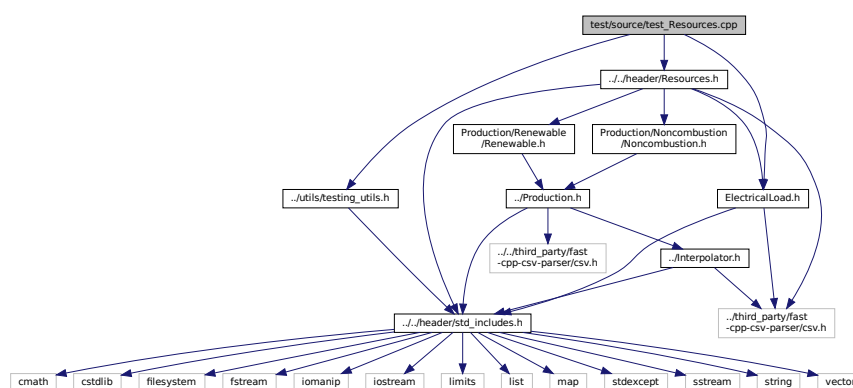 test/source/test_Resources.cpp
../../header/Resources.h
Production/Renewable
/Renewable.h
Production/Noncombustion
/Noncombustion.h
../utils/testing_utils.h
../Production.h
ElectricalLoad.h
../../third_party/fast
-cpp-csv-parser/csv.h
../Interpolator.h
../third_party/fast
-cpp-csv-parser/csv.h
../../header/std_includes.h
cmath
cstdlib
filesystem
fstream
iomanip
iostream
limits
list
map
stdexcept
sstream
string
vecto